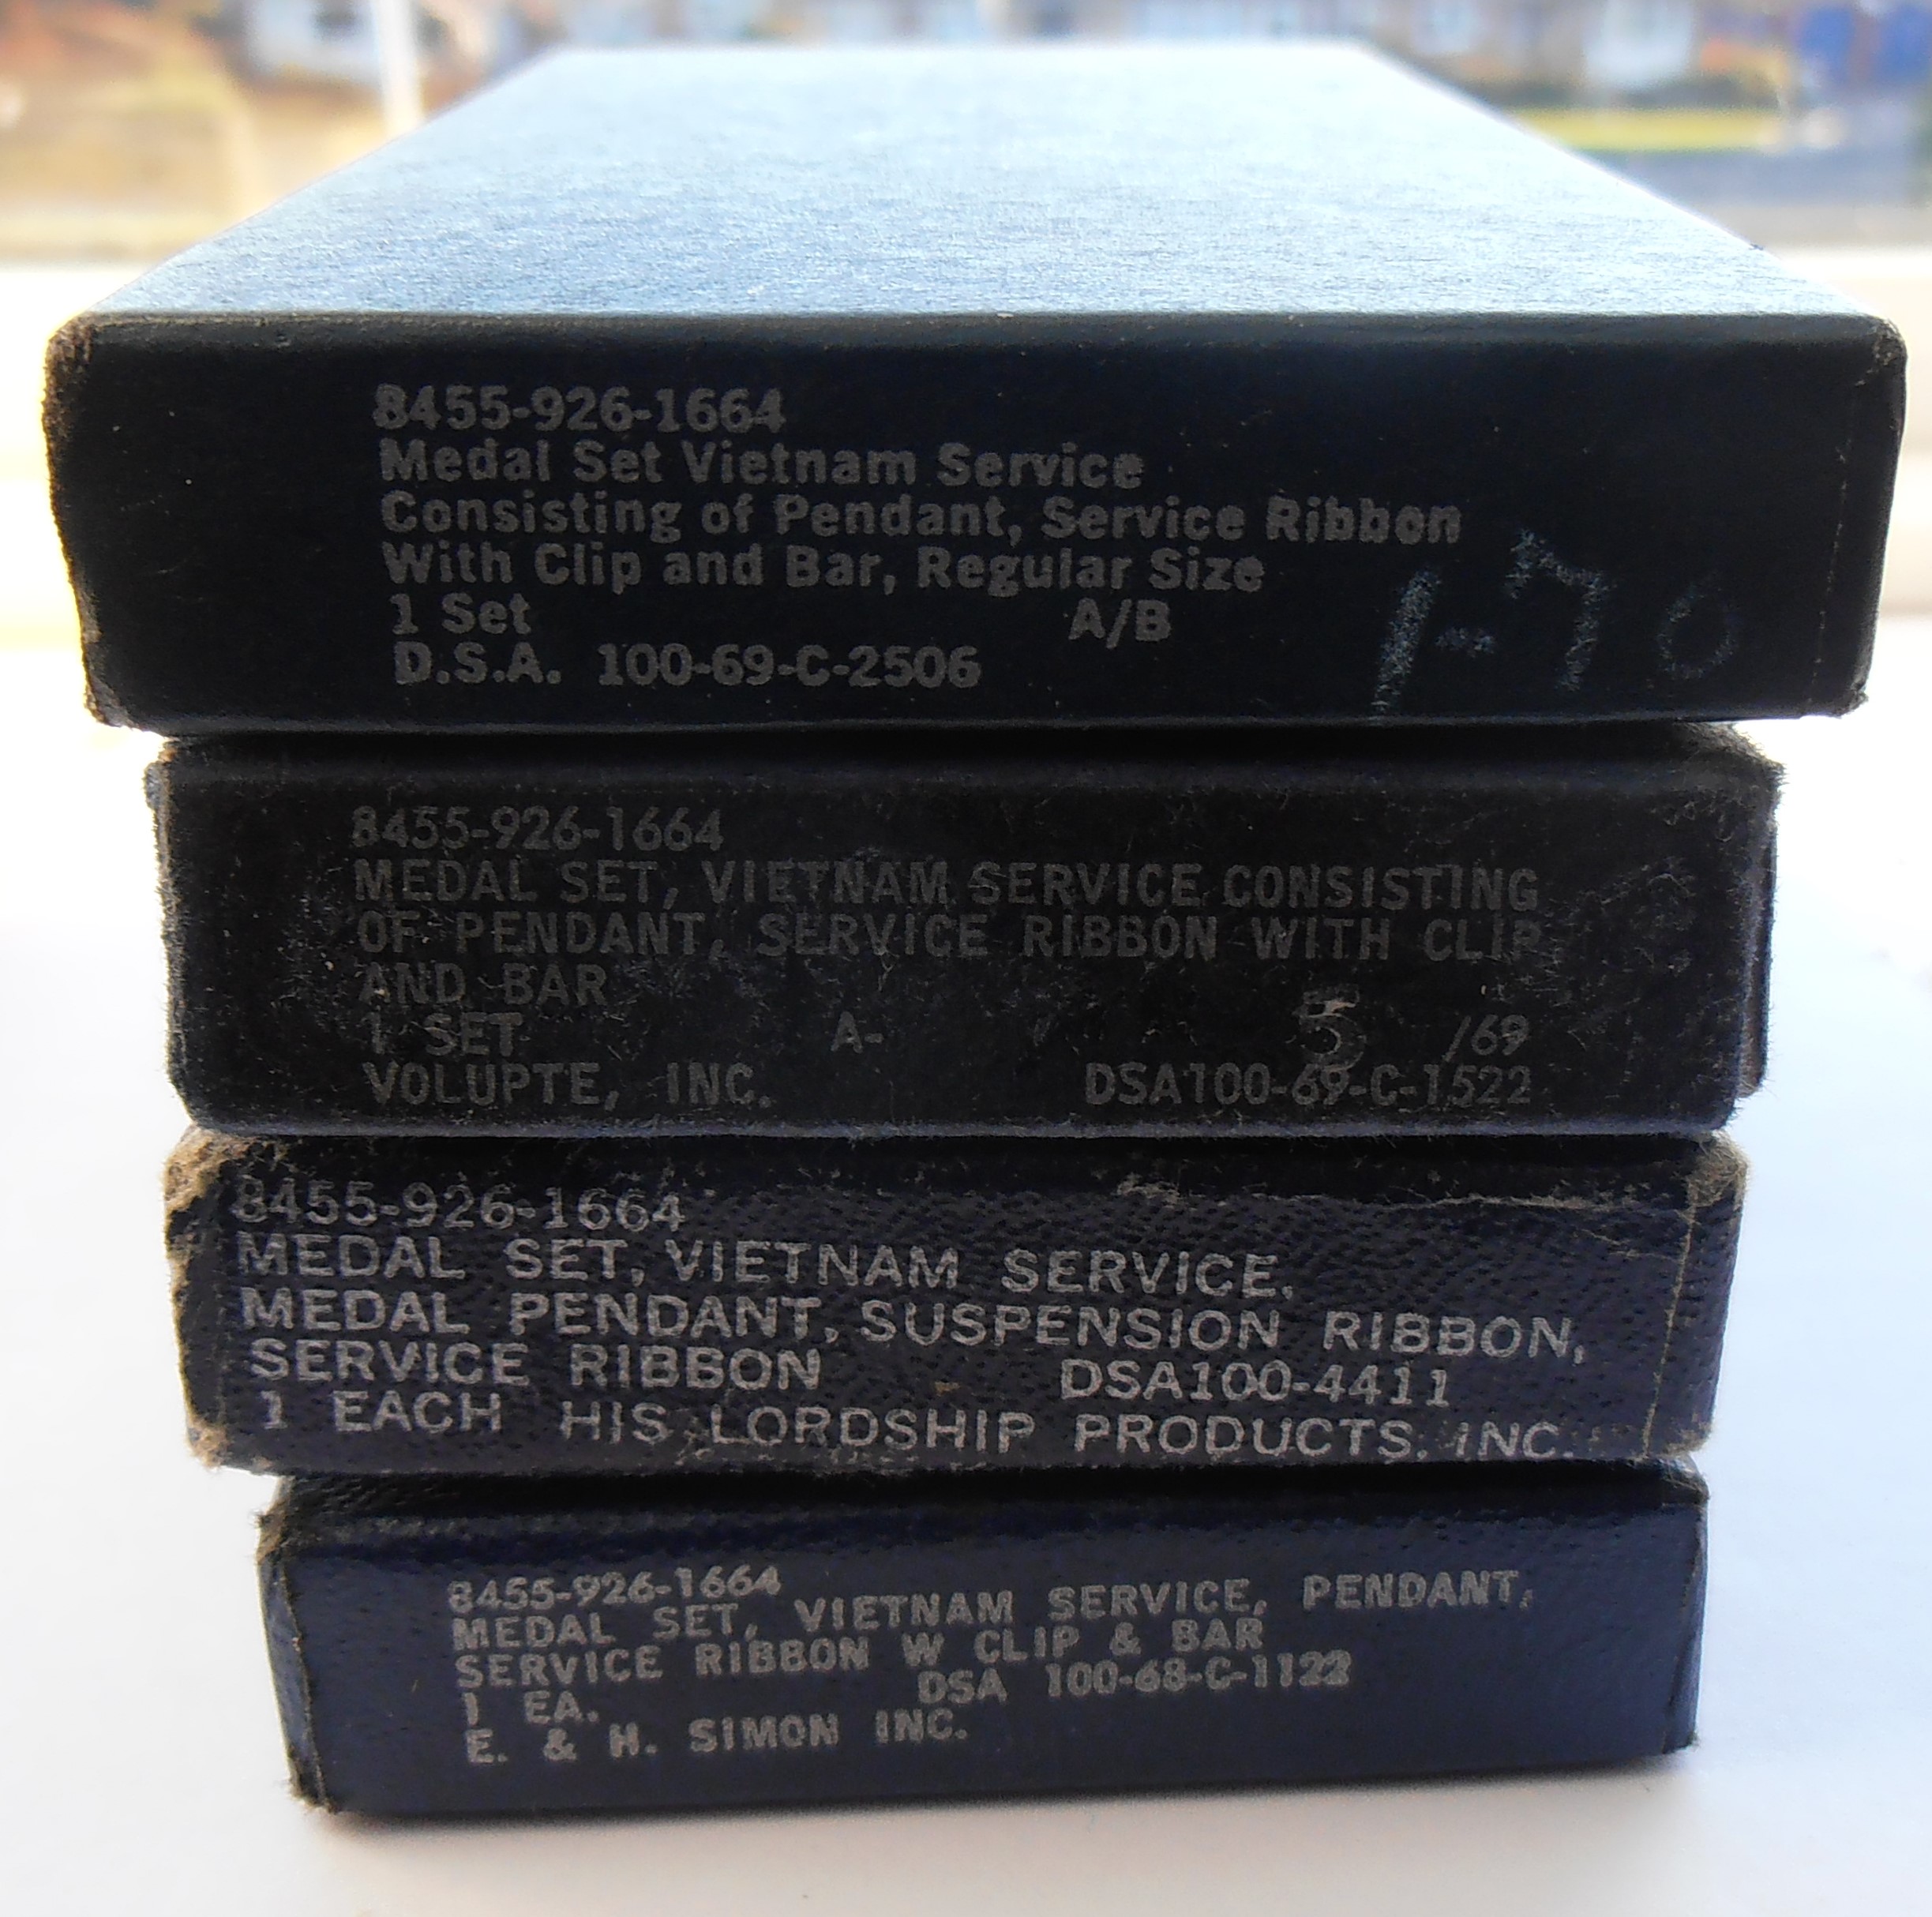 8455-926-1664
Medal Set Vietnam Service
Consisting of Pendant, Service Ribbon
With Clip and Bar, Regular Size
1 Set A/B
D.S.A. 100-69-C-2506
1-70
8455-926-1664
MEDAL SET, VIETNAM SERVICE CONSISTING
OF PENDANT, SERVICE RIBBON WITH CLIP
AND BAR
1 SET A- 5 /69
VOLUPTE, INC. DSA100-69-C-1522
8455-926-1664
MEDAL SET, VIETNAM SERVICE,
MEDAL PENDANT, SUSPENSION RIBBON,
SERVICE RIBBON DSA100-4411
1 EACH HIS LORDSHIP PRODUCTS, INC.
8455-926-1664
MEDAL SET, VIETNAM SERVICE, PENDANT,
SERVICE RIBBON W CLIP & BAR
1 EA. DSA 100-68-C-1122
E. & H. SIMON INC.